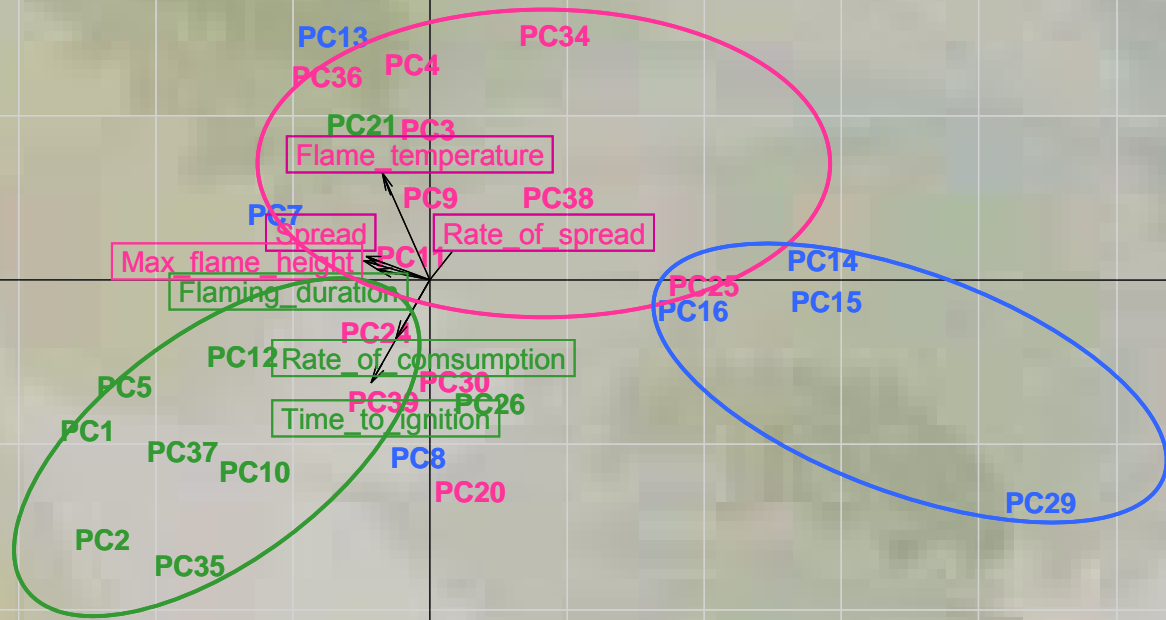 PC13
PC34
PC4
PC36
PC21
PC3
Flame_temperature
PC9
PC38
PC7
Spread
Rate_of_spread
PC11
Max_flame_height
PC14
PC25
Flaming_duration
PC15
PC16
PC24
PC12
Rate_of_comsumption
PC30
PC5
PC39
PC26
Time_to_ignition
PC1
PC37
PC8
PC10
PC20
PC29
PC2
PC35